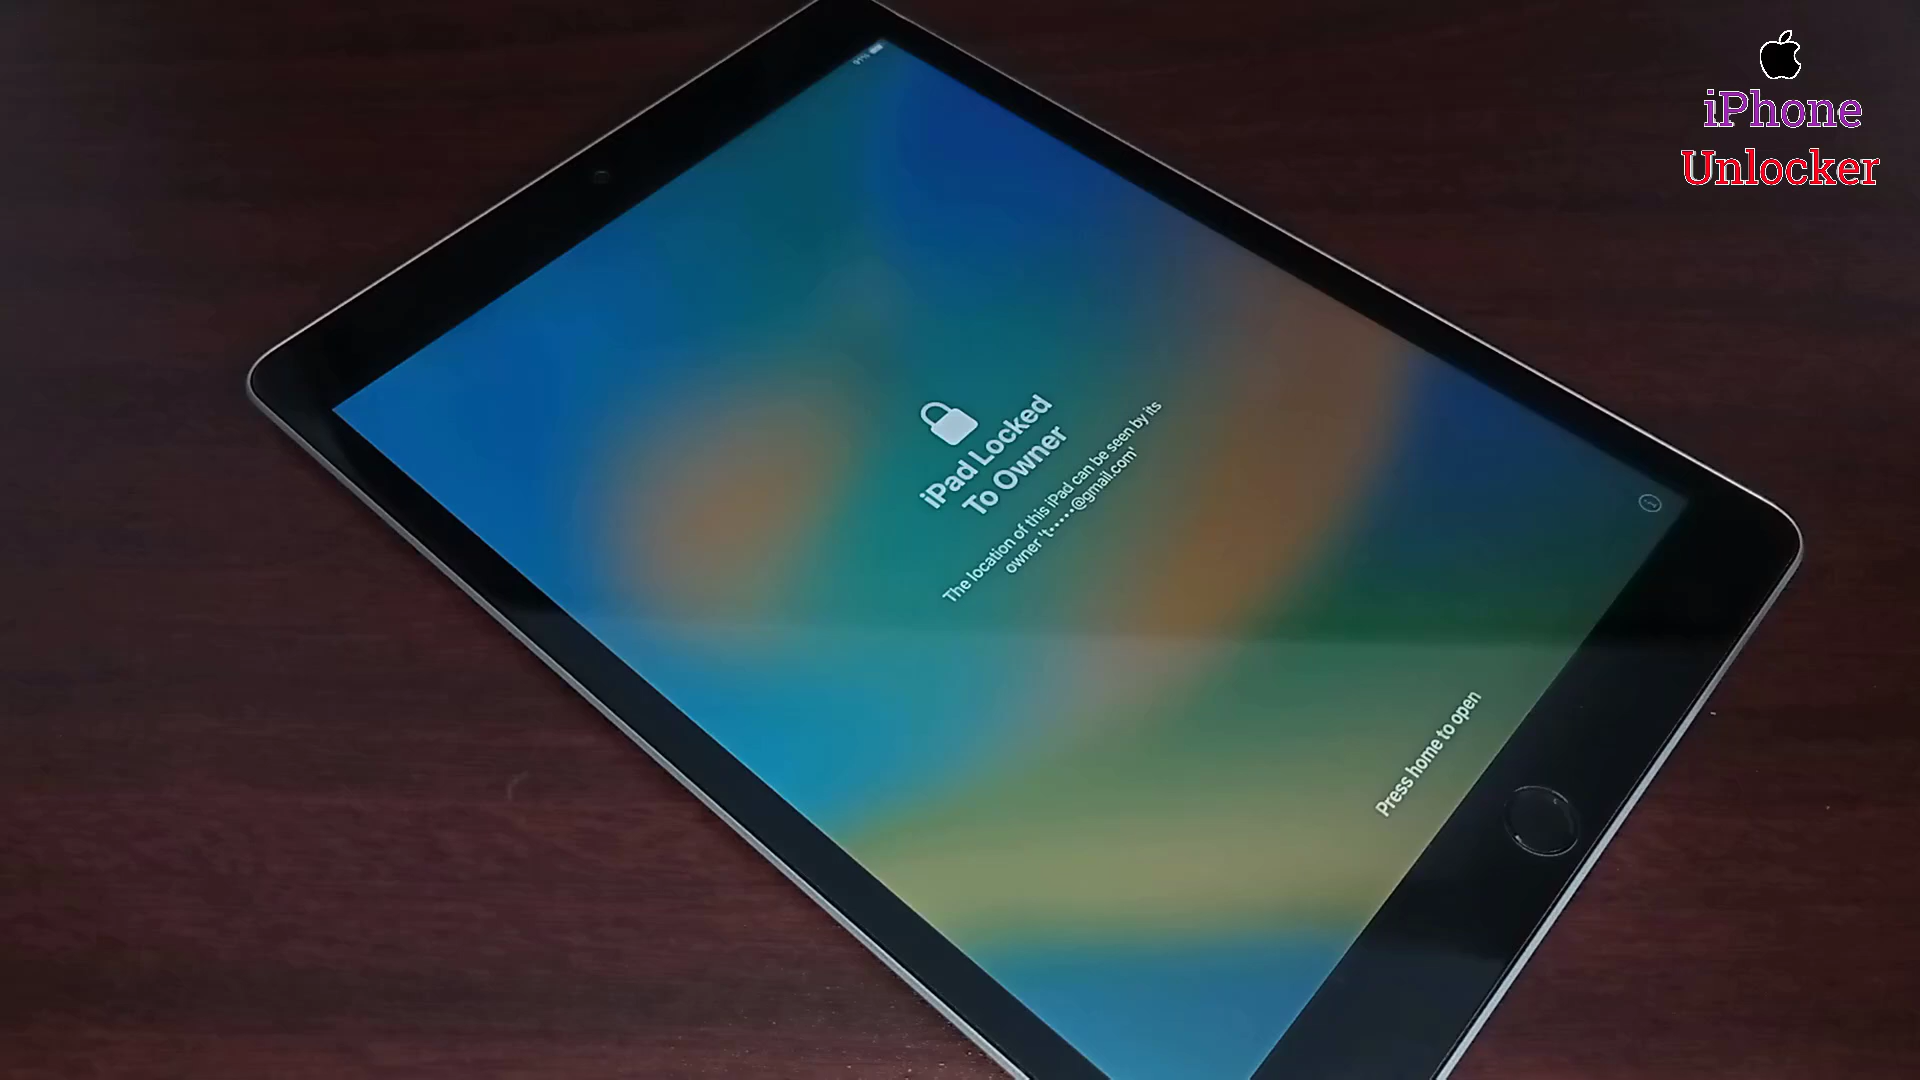 iPhone
Unlocker
91%
iPad Locked
To Owner
The location of this iPad can be seen by its
owner 't•••••@gmail.com'
Press home to open